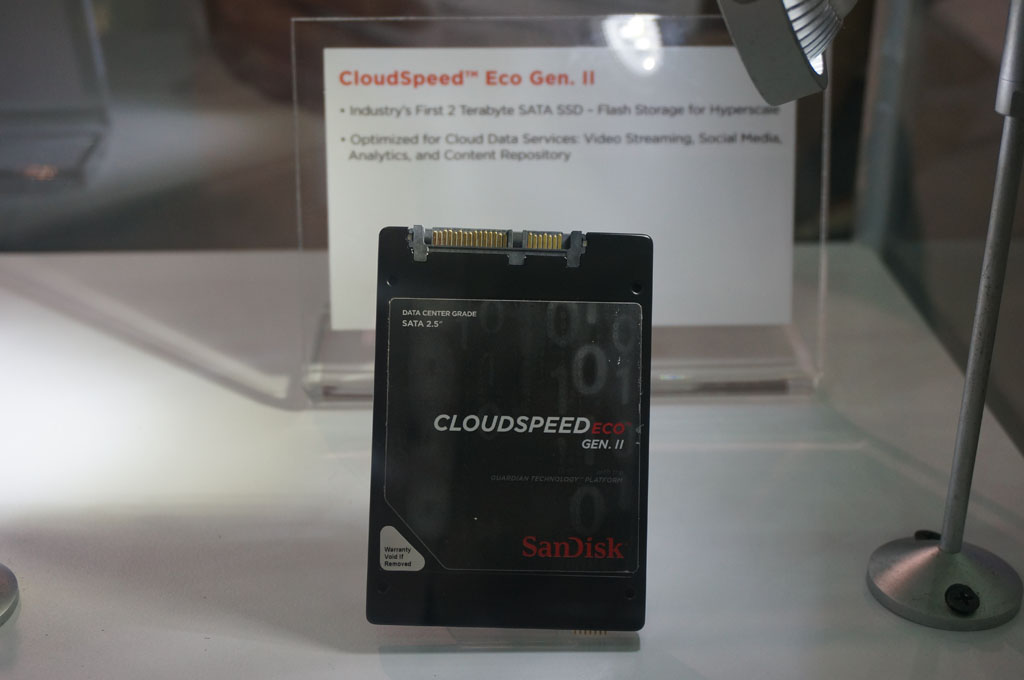 CloudSpeed™ Eco Gen. II
• Industry's First 2 Terabyte SATA SSD – Flash Storage for Hyperscale
• Optimized for Cloud Data Services: Video Streaming, Social Media,
Analytics, and Content Repository
DATA CENTER GRADE
SATA 2.5"
CLOUDSPEED ECO™
GEN. II
GUARDIAN TECHNOLOGY™ PLATFORM
SanDisk
Warranty
Void If
Removed